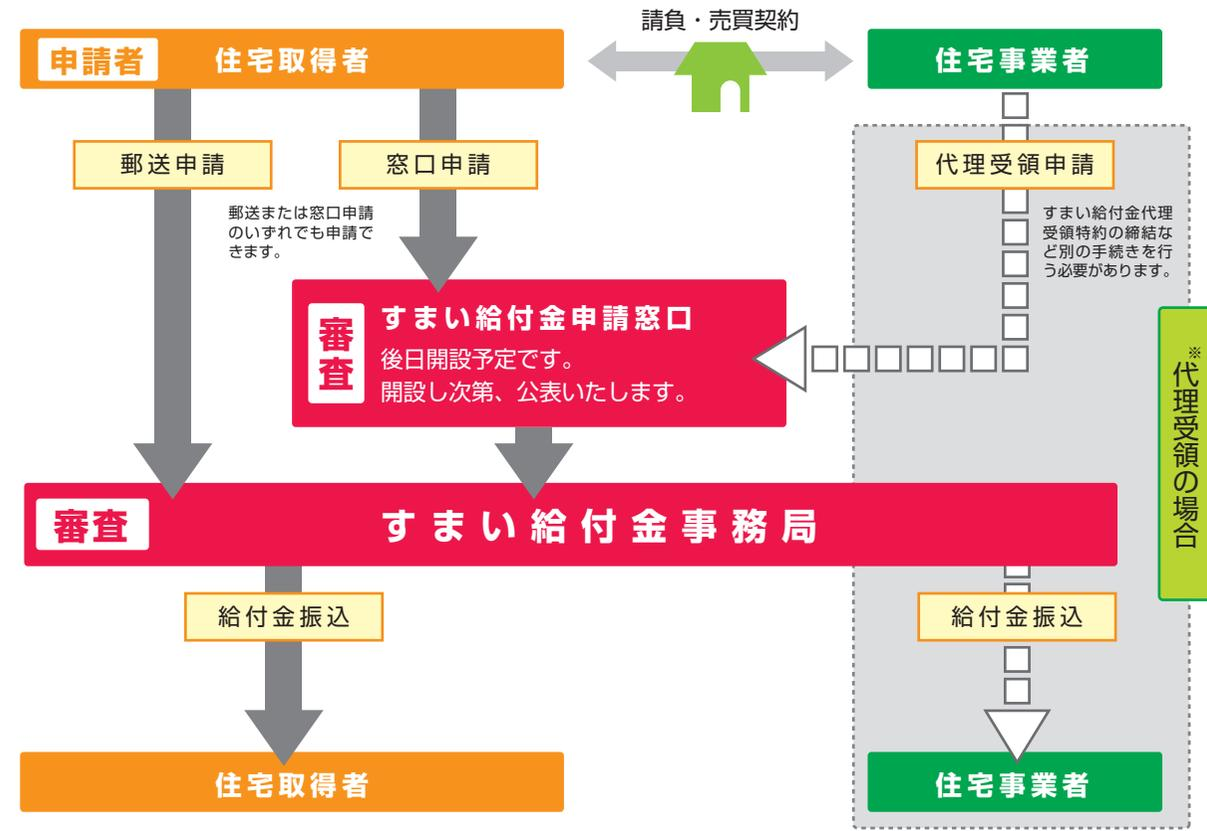 請負・売買契約
申請者
住宅取得者
住宅事業者
郵送申請
窓口申請
代理受領申請
郵送または窓口申請
のいずれでも申請で
きます。
すまい給付金代理
受領特約の締結な
ど別の手続きを行
う必要があります。
審査
すまい給付金申請窓口
後日開設予定です。
開設し次第、公表いたします。
※代理受領の場合
審査
すまい給付金事務局
給付金振込
給付金振込
住宅取得者
住宅事業者